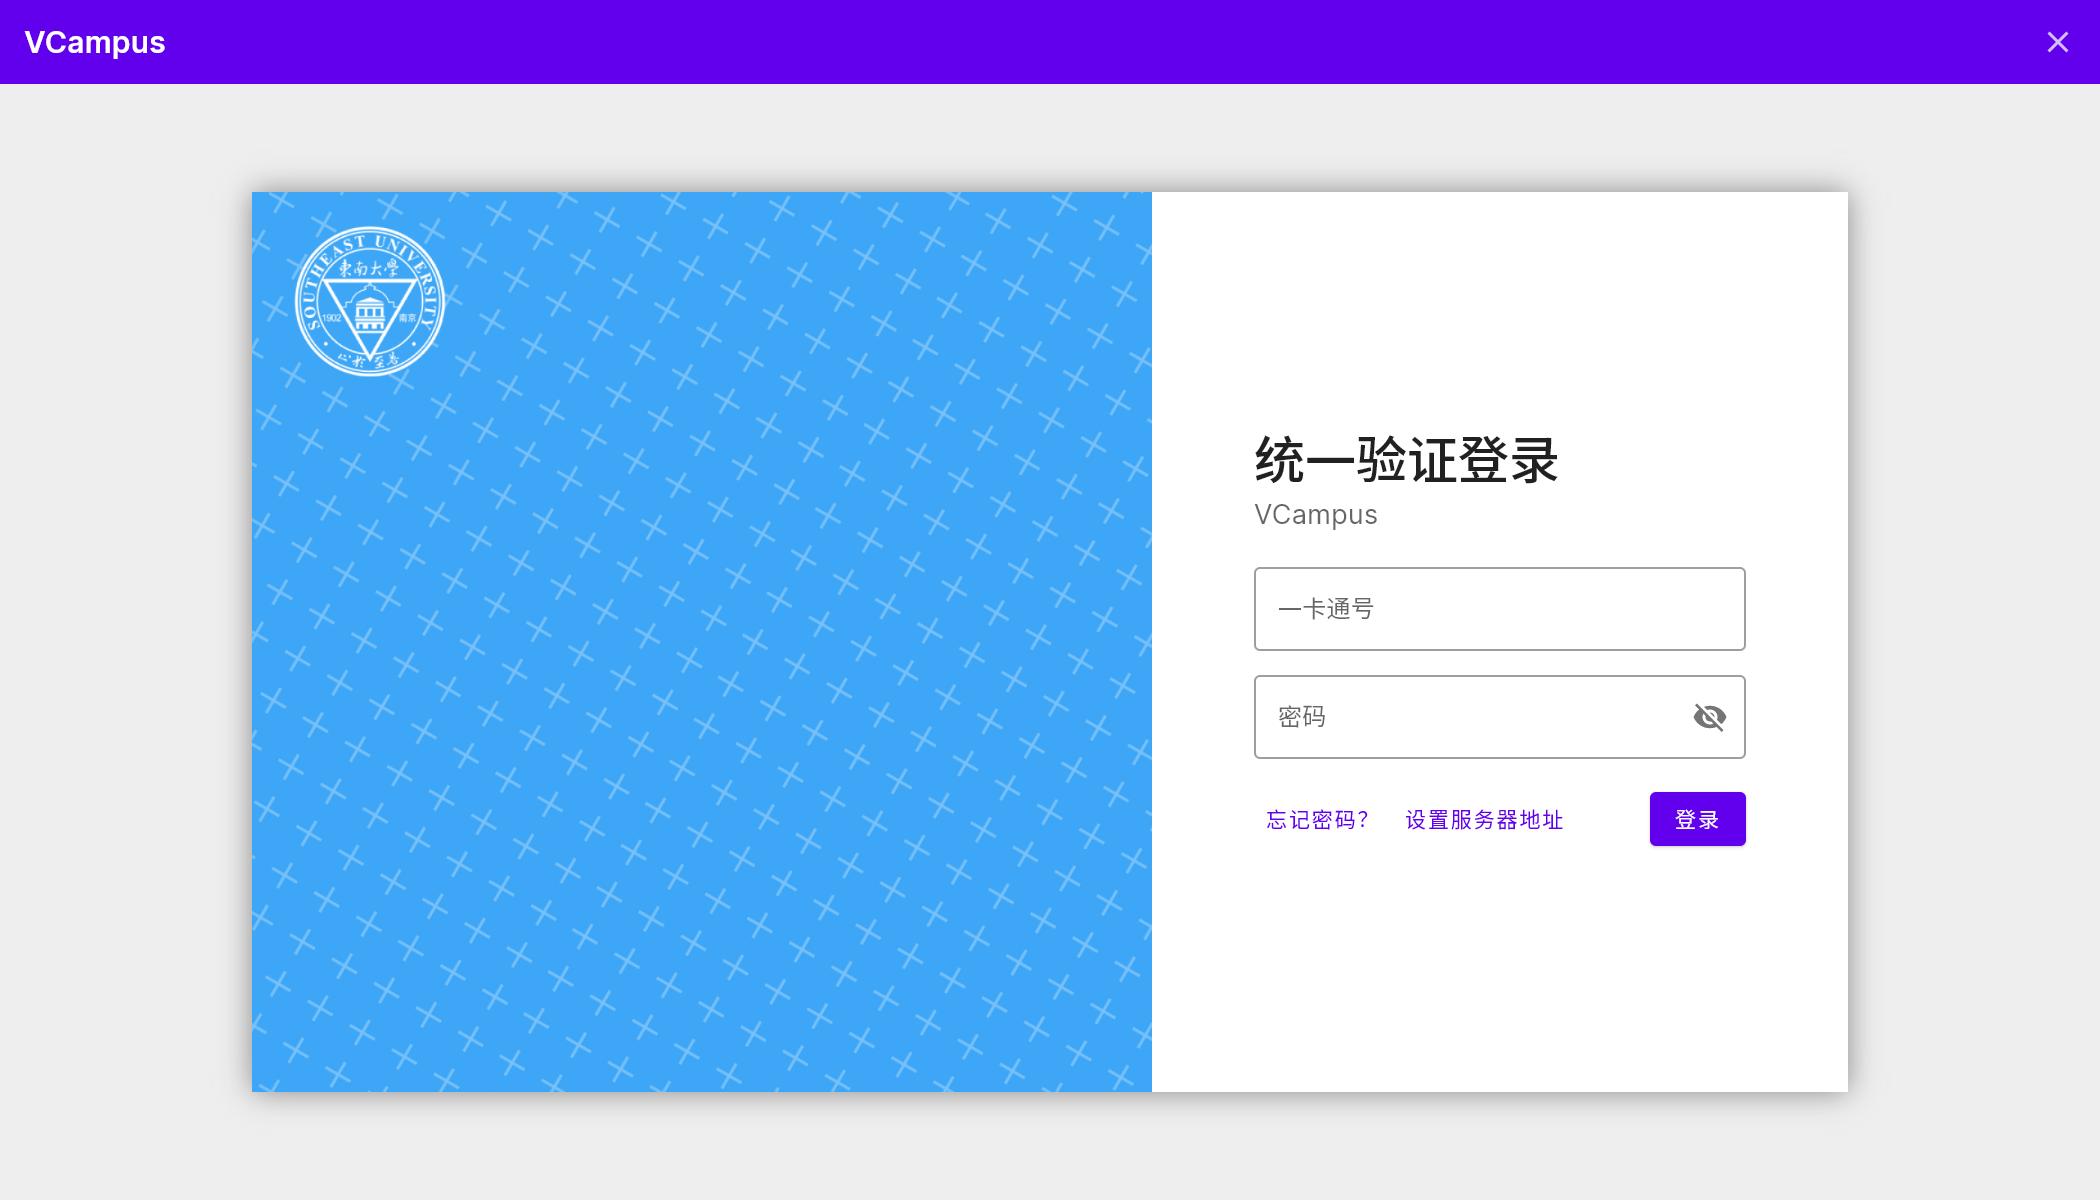 VCampus
SOUTHEAST UNIVERSITY
東南大學
1902 南京
止於至善
统一验证登录
VCampus
一卡通号
密码
忘记密码？ 设置服务器地址 登录